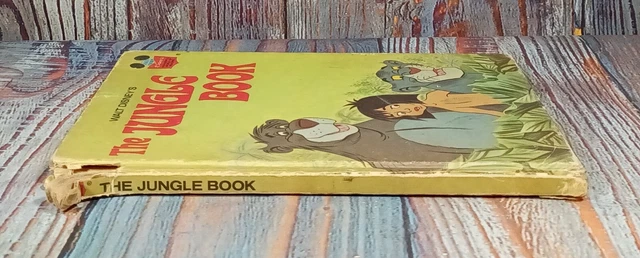 WALT DISNEY'S
The JUNGLE
BOOK
THE JUNGLE BOOK